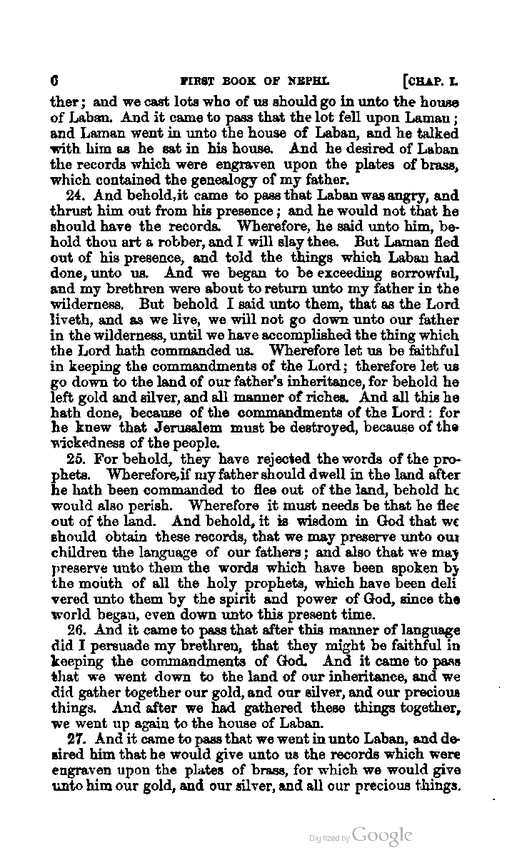 6 FIRST BOOK OF NEPHI. [CHAP. I.
ther; and we cast lots who of us should go in unto the house
of Laban. And it came to pass that the lot fell upon Laman;
and Laman went in unto the house of Laban, and he talked
with him as he sat in his house. And he desired of Laban
the records which were engraven upon the plates of brass,
which contained the genealogy of my father.
24. And behold, it came to pass that Laban was angry, and
thrust him out from his presence; and he would not that he
should have the records. Wherefore, he said unto him, be-
hold thou art a robber, and I will slay thee. But Laman fled
out of his presence, and told the things which Laban had
done, unto us. And we began to be exceeding sorrowful,
and my brethren were about to return unto my father in the
wilderness. But behold I said unto them, that as the Lord
liveth, and as we live, we will not go down unto our father
in the wilderness, until we have accomplished the thing which
the Lord hath commanded us. Wherefore let us be faithful
in keeping the commandments of the Lord; therefore let us
go down to the land of our father's inheritance, for behold he
left gold and silver, and all manner of riches. And all this he
hath done, because of the commandments of the Lord: for
he knew that Jerusalem must be destroyed, because of the
wickedness of the people.
25. For behold, they have rejected the words of the pro-
phets. Wherefore, if my father should dwell in the land after
he hath been commanded to flee out of the land, behold he
would also perish. Wherefore it must needs be that he flee
out of the land. And behold, it is wisdom in God that we
should obtain these records, that we may preserve unto our
children the language of our fathers; and also that we may
preserve unto them the words which have been spoken by
the mouth of all the holy prophets, which have been deli
vered unto them by the spirit and power of God, since the
world began, even down unto this present time.
26. And it came to pass that after this manner of language
did I persuade my brethren, that they might be faithful in
keeping the commandments of God. And it came to pass
that we went down to the land of our inheritance, and we
did gather together our gold, and our silver, and our precious
things. And after we had gathered these things together,
we went up again to the house of Laban.
27. And it came to pass that we went in unto Laban, and de-
sired him that he would give unto us the records which were
engraven upon the plates of brass, for which we would give
unto him our gold, and our silver, and all our precious things.
Digitized by Google